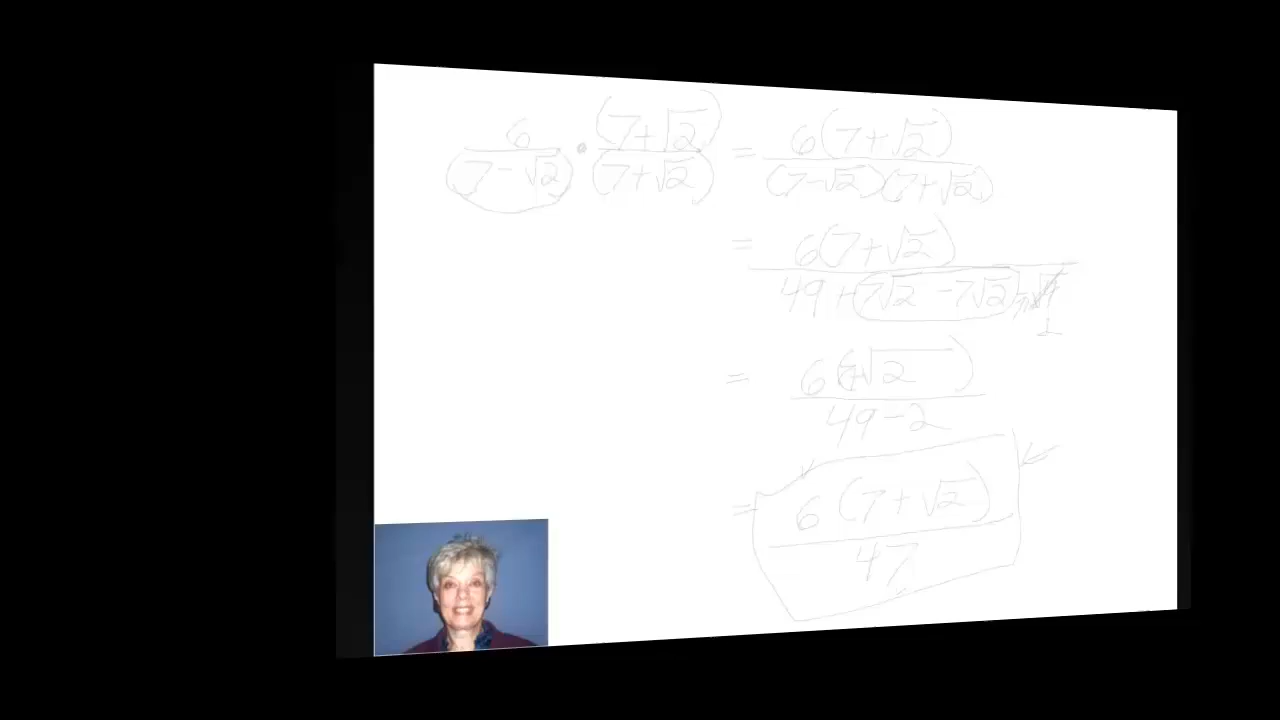 6/(7 - √2) • (7 + √2)/(7 + √2) = 6(7 + √2)/(7 - √2)(7 + √2)
= 6(7 + √2)/49 + 7√2 - 7√2
= 6(7+√2)/49 - 2
= 6(7 + √2)/47